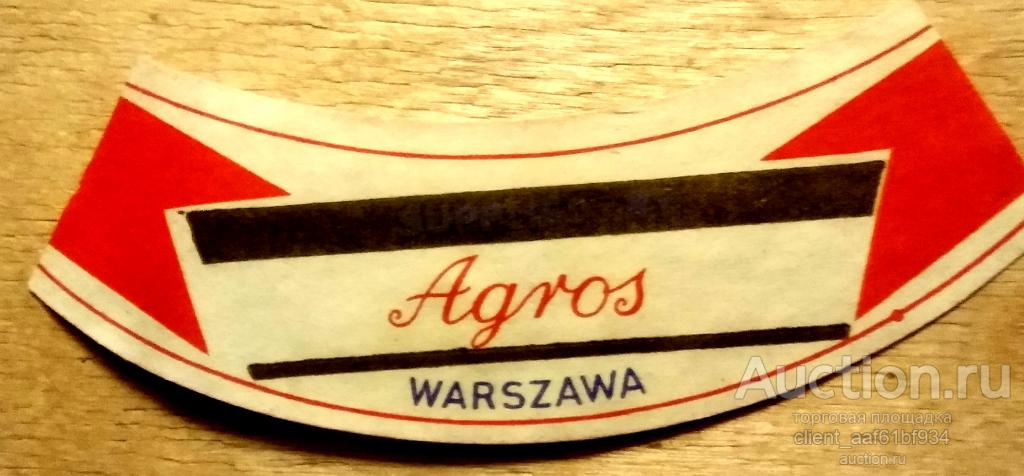 Agros
WARSZAWA
Auction.ru
торговая площадка
client_aaf61bf934
auction.ru